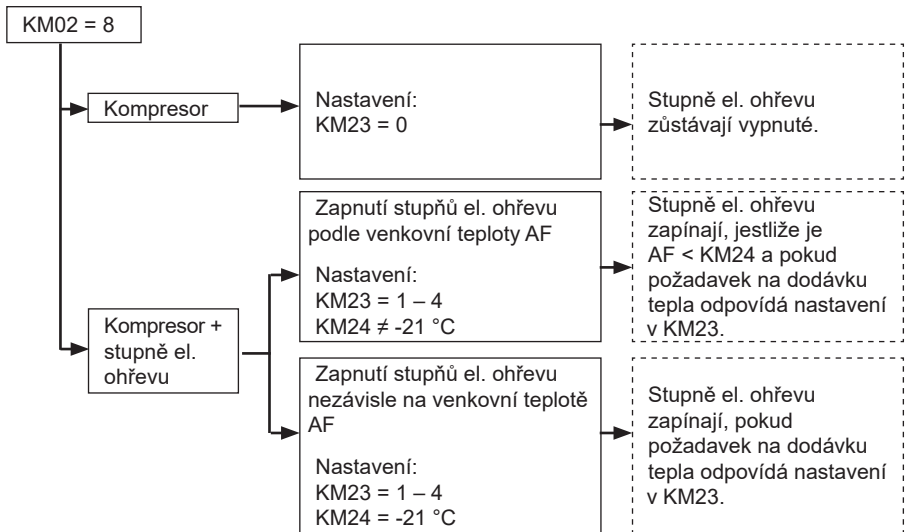 KM02 = 8
Kompresor
Nastavení:
KM23 = 0
Stupně el. ohřevu
zůstávají vypnuté.
Kompresor +
stupně el.
ohřevu
Zapnutí stupňů el. ohřevu
podle venkovní teploty AF
Nastavení:
KM23 = 1 – 4
KM24 ≠ -21 °C
Stupně el. ohřevu
zapínají, jestliže je
AF < KM24 a pokud
požadavek na dodávku
tepla odpovídá nastavení
v KM23.
Zapnutí stupňů el. ohřevu
nezávisle na venkovní teplotě
AF
Nastavení:
KM23 = 1 – 4
KM24 = -21 °C
Stupně el. ohřevu
zapínají, pokud
požadavek na dodávku
tepla odpovídá nastavení
v KM23.